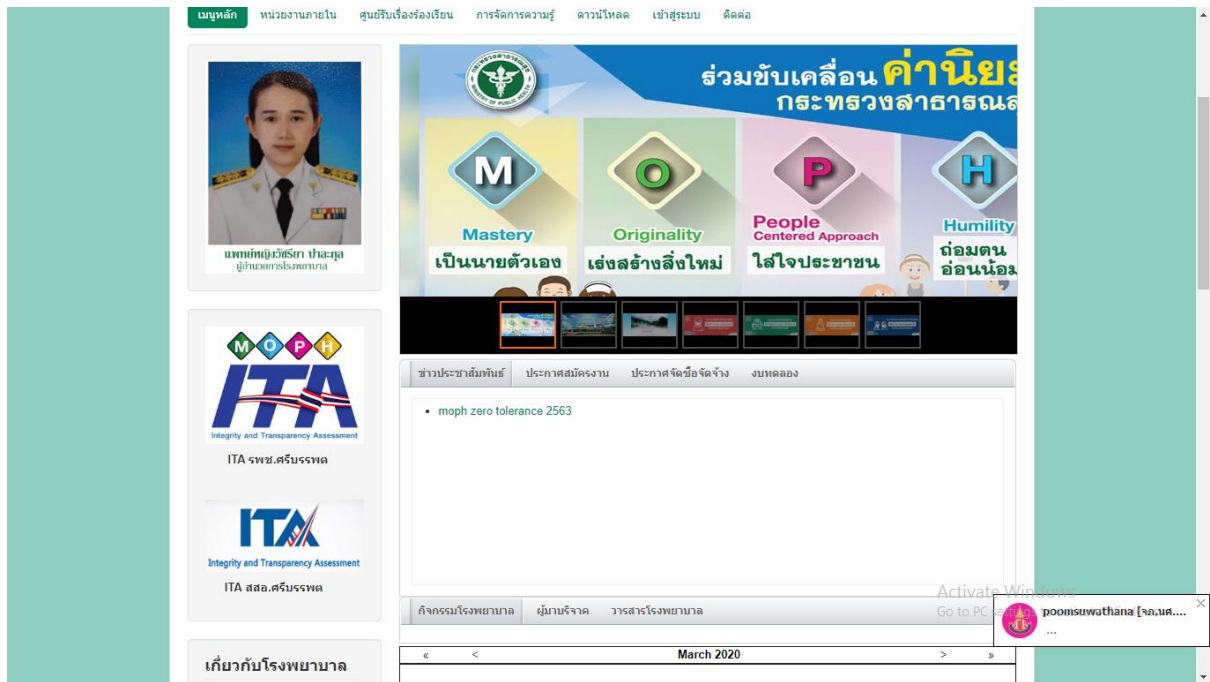 เมนูหลัก หน่วยงานภายใน ศูนย์รับเรื่องร้องเรียน การจัดการความรู้ ดาวน์โหลด เข้าสู่ระบบ ติดต่อ
แพทย์หญิงวัชรียา ปาละกุล
ผู้อำนวยการโรงพยาบาล
MINISTRY OF PUBLIC HEALTH
ร่วมขับเคลื่อน ค่านิยม
กระทรวงสาธารณสุ
M O P H
Mastery Originality People Centered Approach Humility
เป็นนายตัวเอง เร่งสร้างสิ่งใหม่ ใส่ใจประชาชน ถ่อมตน
อ่อนน้อม
M O P H
ITA
Integrity and Transparency Assessment
ITA รพช.ศรีบรรพต
ITA
Integrity and Transparency Assessment
ITA สสอ.ศรีบรรพต
เกี่ยวกับโรงพยาบาล
ข่าวประชาสัมพันธ์ ประกาศสมัครงาน ประกาศจัดซื้อจัดจ้าง งบทดลอง
• moph zero tolerance 2563
กิจกรรมโรงพยาบาล ผู้มาบริจาค วารสารโรงพยาบาล
« < March 2020 > »
Activate Windows
Go to PC settings
poomsuwathana [จอ.นศ....
...